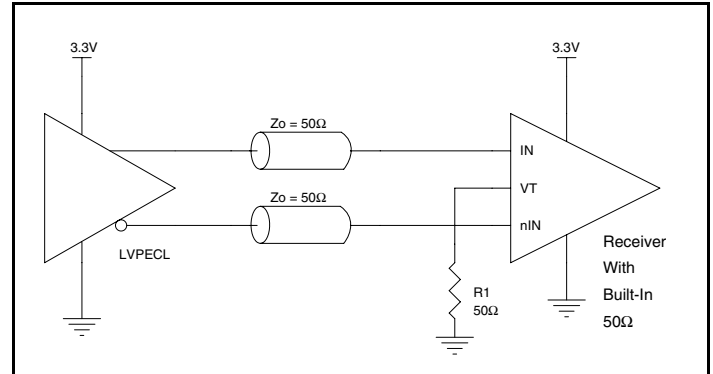 3.3V
3.3V
Zo = 50Ω
IN
VT
Zo = 50Ω
nIN
LVPECL
Receiver
With
Built-In
50Ω
R1
50Ω